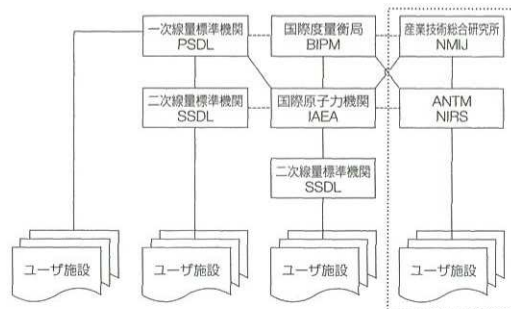 一次線量標準機関
PSDL
国際度量衡局
BIPM
産業技術総合研究所
NMIJ
二次線量標準機関
SSDL
国際原子力機関
IAEA
ANTM
NIRS
二次線量標準機関
SSDL
ユーザ施設
ユーザ施設
ユーザ施設
ユーザ施設